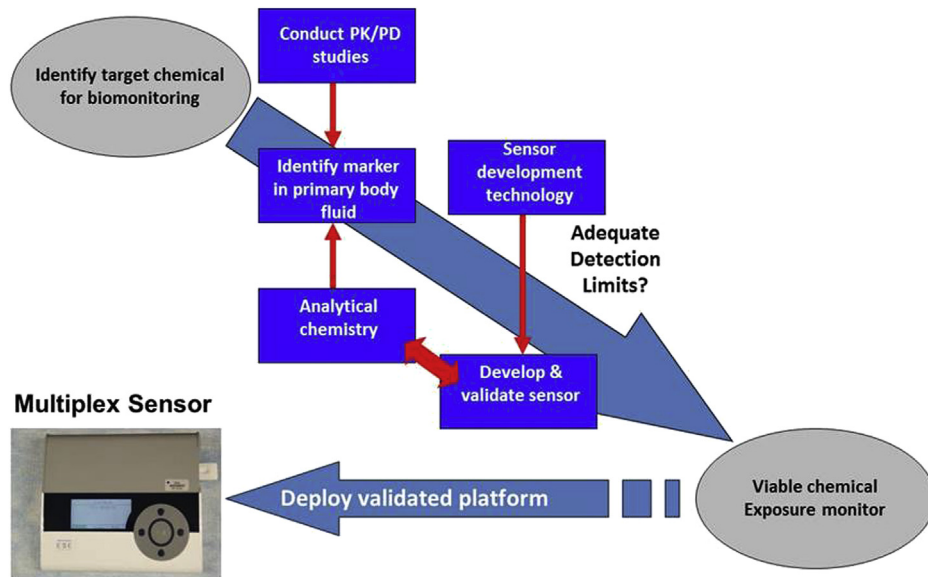 Conduct PK/PD
studies
Identify target chemical
for biomonitoring
Identify marker
in primary body
fluid
Sensor
development
technology
Adequate
Detection
Limits?
Analytical
chemistry
Develop &
validate sensor
Multiplex Sensor
Deploy validated platform
Viable chemical
Exposure monitor